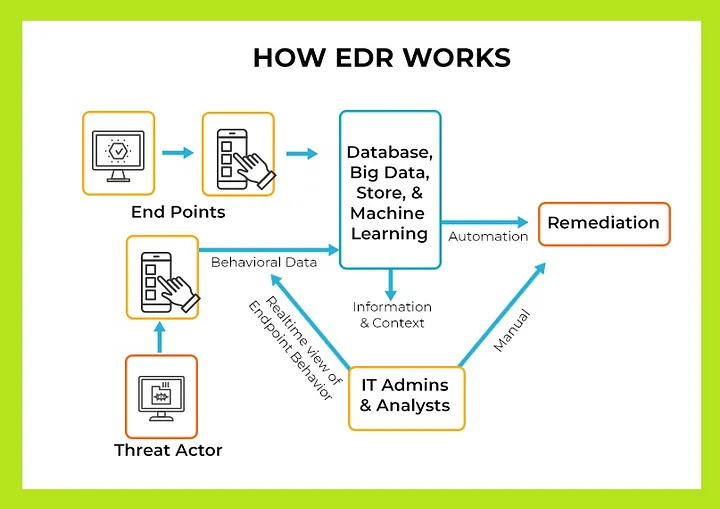 HOW EDR WORKS
End Points
Database,
Big Data,
Store, &
Machine
Learning
Automation
Remediation
Behavioral Data
Information
& Context
Realtime view of
Endpoint Behavior
Manual
IT Admins
& Analysts
Threat Actor